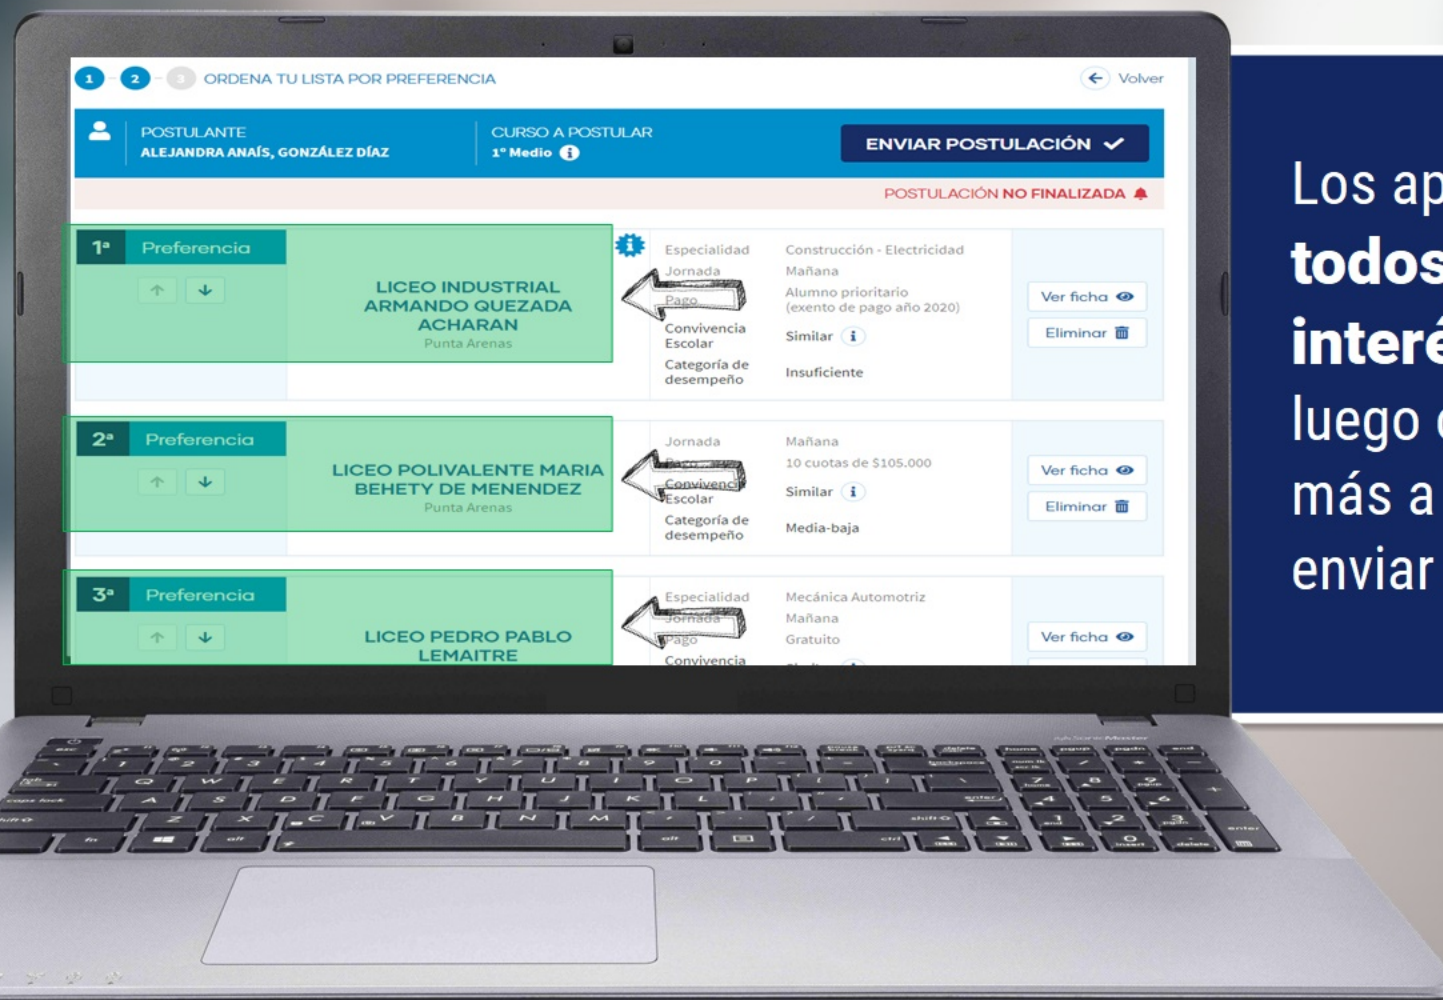 1 2 3 ORDENA TU LISTA POR PREFERENCIA
Volver
POSTULANTE
ALEJANDRA ANAÍS, GONZÁLEZ DÍAZ
CURSO A POSTULAR
1° Medio
ENVIAR POSTULACIÓN
POSTULACIÓN NO FINALIZADA
1ª Preferencia
LICEO INDUSTRIAL
ARMANDO QUEZADA
ACHARAN
Punta Arenas
Especialidad Construcción - Electricidad
Jornada Mañana
Pago Alumno prioritario
(exento de pago año 2020)
Convivencia
Escolar Similar
Categoría de
desempeño Insuficiente
Ver ficha
Eliminar
2ª Preferencia
LICEO POLIVALENTE MARIA
BEHETY DE MENENDEZ
Punta Arenas
Jornada Mañana
Pago 10 cuotas de $105.000
Convivencia
Escolar Similar
Categoría de
desempeño Media-baja
Ver ficha
Eliminar
3ª Preferencia
LICEO PEDRO PABLO
LEMAITRE
Especialidad Mecánica Automotriz
Jornada Mañana
Pago Gratuito
Convivencia
Ver ficha
Los ap
todos
interé
luego
más a
enviar